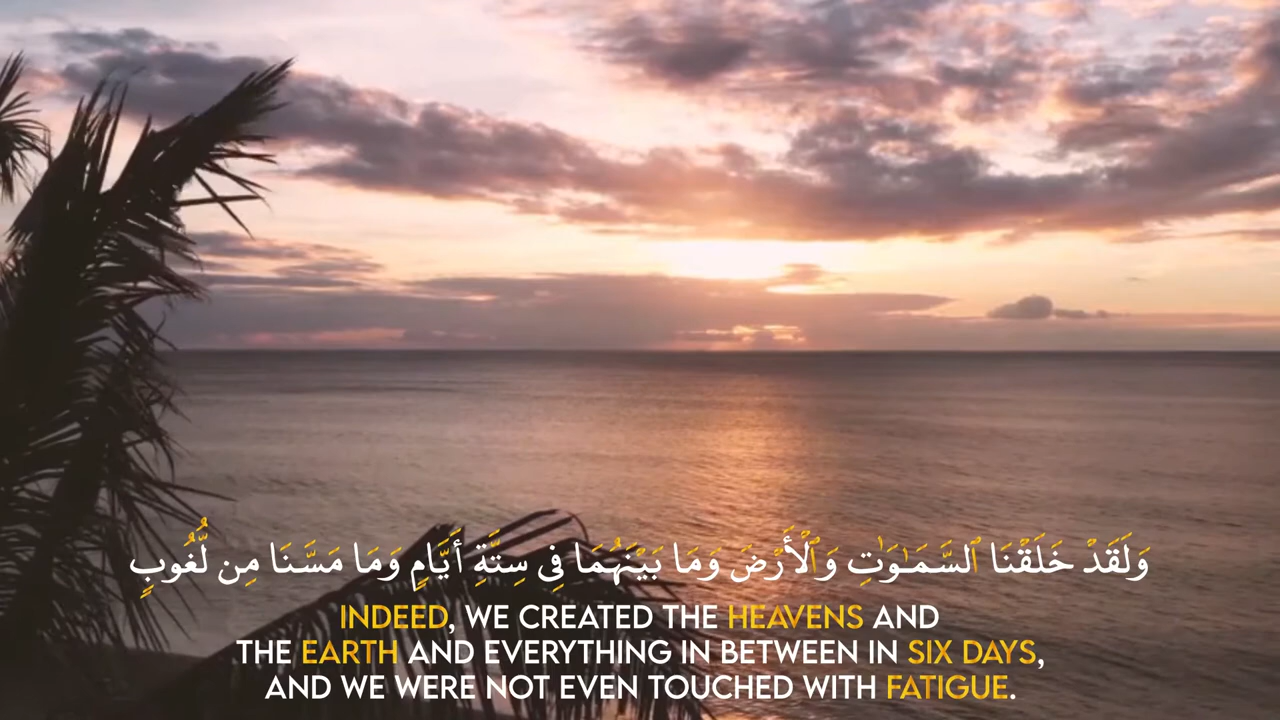 وَلَقَدْ خَلَقْنَا ٱلسَّمَـٰوَٰتِ وَٱلْأَرْضَ وَمَا بَيْنَهُمَا فِى سِتَّةِ أَيَّامٍ وَمَا مَسَّنَا مِن لُّغُوبٍ
INDEED, WE CREATED THE HEAVENS AND
THE EARTH AND EVERYTHING IN BETWEEN IN SIX DAYS,
AND WE WERE NOT EVEN TOUCHED WITH FATIGUE.